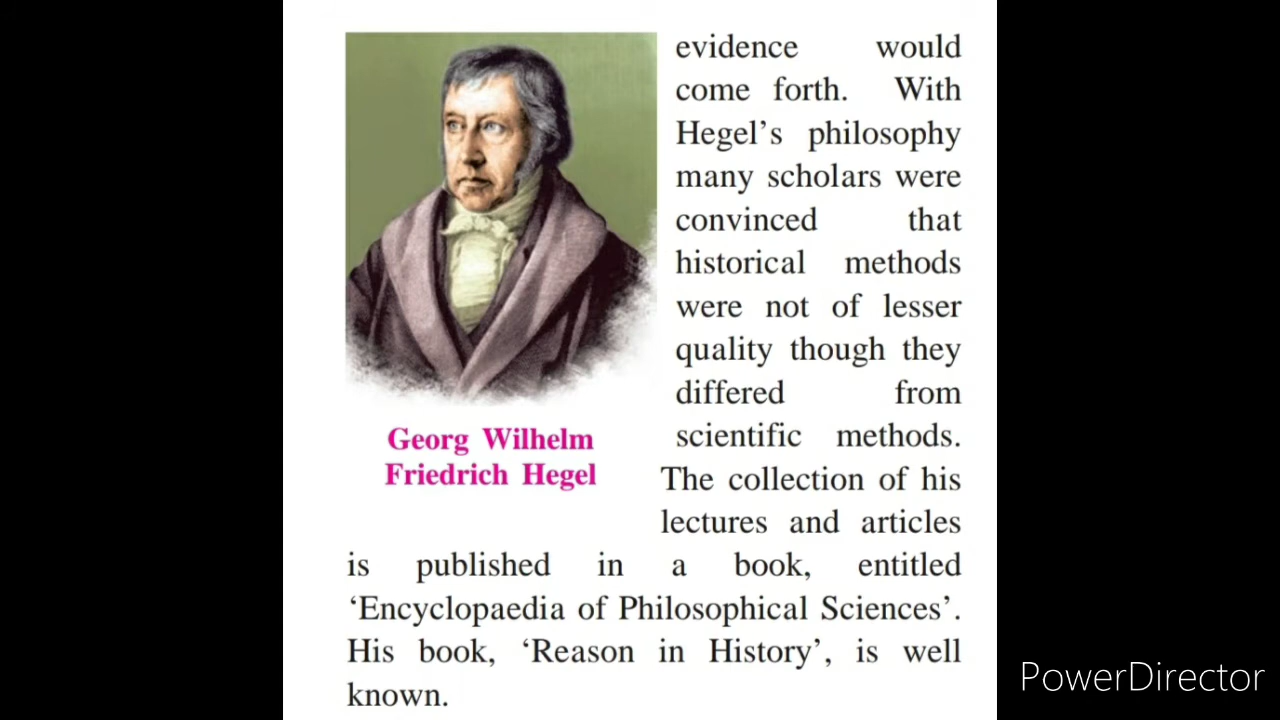 evidence would
come forth. With
Hegel’s philosophy
many scholars were
convinced that
historical methods
were not of lesser
quality though they
differed from
scientific methods.
The collection of his
lectures and articles
is published in a book, entitled
‘Encyclopaedia of Philosophical Sciences’.
His book, ‘Reason in History’, is well
known.
Georg Wilhelm
Friedrich Hegel
PowerDirector